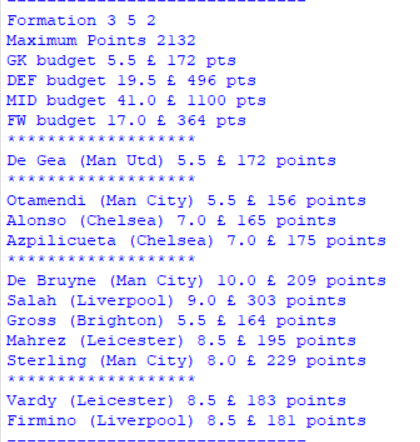 ------------------------------
Formation 3 5 2
Maximum Points 2132
GK budget 5.5 £ 172 pts
DEF budget 19.5 £ 496 pts
MID budget 41.0 £ 1100 pts
FW budget 17.0 £ 364 pts
*******************
De Gea (Man Utd) 5.5 £ 172 points
*******************
Otamendi (Man City) 5.5 £ 156 points
Alonso (Chelsea) 7.0 £ 165 points
Azpilicueta (Chelsea) 7.0 £ 175 points
*******************
De Bruyne (Man City) 10.0 £ 209 points
Salah (Liverpool) 9.0 £ 303 points
Gross (Brighton) 5.5 £ 164 points
Mahrez (Leicester) 8.5 £ 195 points
Sterling (Man City) 8.0 £ 229 points
*******************
Vardy (Leicester) 8.5 £ 183 points
Firmino (Liverpool) 8.5 £ 181 points
------------------------------